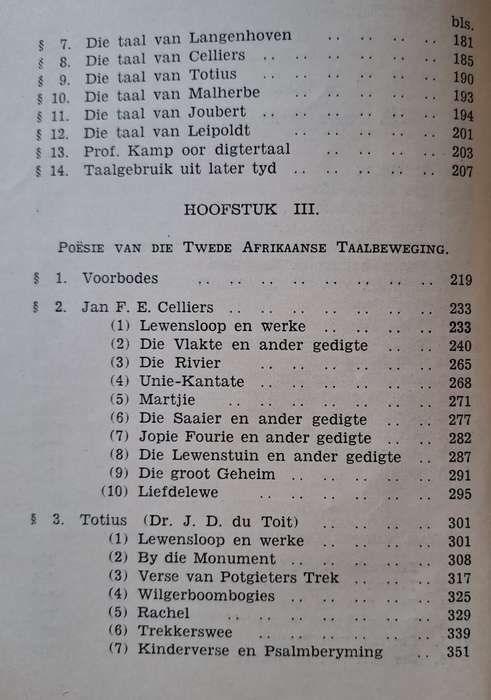 bls.
§ 7. Die taal van Langenhoven .. .. .. .. 181
§ 8. Die taal van Celliers .. .. .. .. .. 185
§ 9. Die taal van Totius .. .. .. .. .. 190
§ 10. Die taal van Malherbe .. .. .. .. .. 193
§ 11. Die taal van Joubert .. .. .. .. .. 194
§ 12. Die taal van Leipoldt .. .. .. .. 201
§ 13. Prof. Kamp oor digtertaal .. .. .. .. 203
§ 14. Taalgebruik uit later tyd .. .. .. .. .. 207
HOOFSTUK III.
POËSIE VAN DIE TWEDE AFRIKAANSE TAALBEWEGING.
§ 1. Voorbodes .. .. .. .. .. .. .. 219
§ 2. Jan F. E. Celliers .. .. .. .. .. .. 233
(1) Lewensloop en werke .. .. .. .. 233
(2) Die Vlakte en ander gedigte .. .. 240
(3) Die Rivier .. .. .. .. .. .. 265
(4) Unie-Kantate .. .. .. .. .. 268
(5) Martjie .. .. .. .. .. .. 271
(6) Die Saaier en ander gedigte .. .. 277
(7) Jopie Fourie en ander gedigte .. .. 282
(8) Die Lewenstuin en ander gedigte .. 287
(9) Die groot Geheim .. .. .. .. .. 291
(10) Liefdelewe .. .. .. .. .. 295
§ 3. Totius (Dr. J. D. du Toit) .. .. .. .. 301
(1) Lewensloop en werke .. .. .. .. 301
(2) By die Monument .. .. .. .. .. 308
(3) Verse van Potgieters Trek .. .. .. 317
(4) Wilgerboombogies .. .. .. .. .. 325
(5) Rachel .. .. .. .. .. .. 329
(6) Trekkerswee .. .. .. .. .. 339
(7) Kinderverse en Psalmberyming .. .. 351